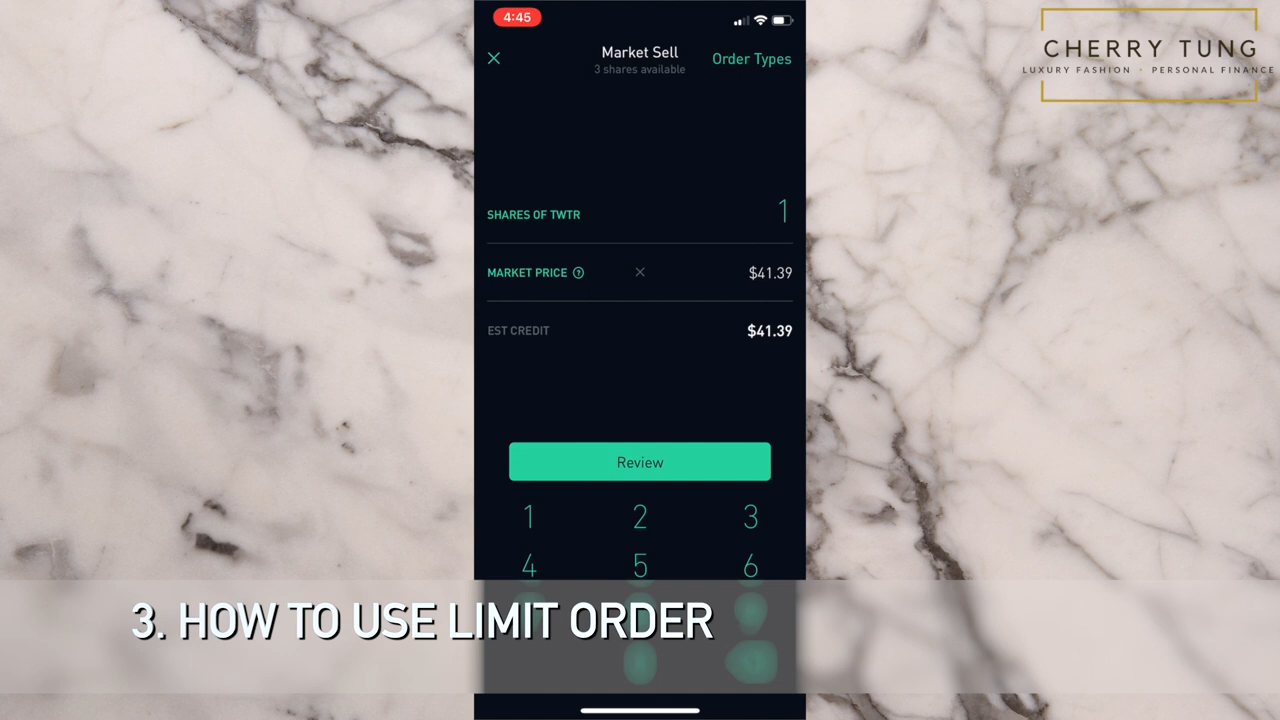 4:45
CHERRY TUNG
LUXURY FASHION · PERSONAL FINANCE
Market Sell
3 shares available
Order Types
SHARES OF TWTR 1
MARKET PRICE ? × $41.39
EST CREDIT $41.39
Review
1 2 3
4 5 6
3. HOW TO USE LIMIT ORDER